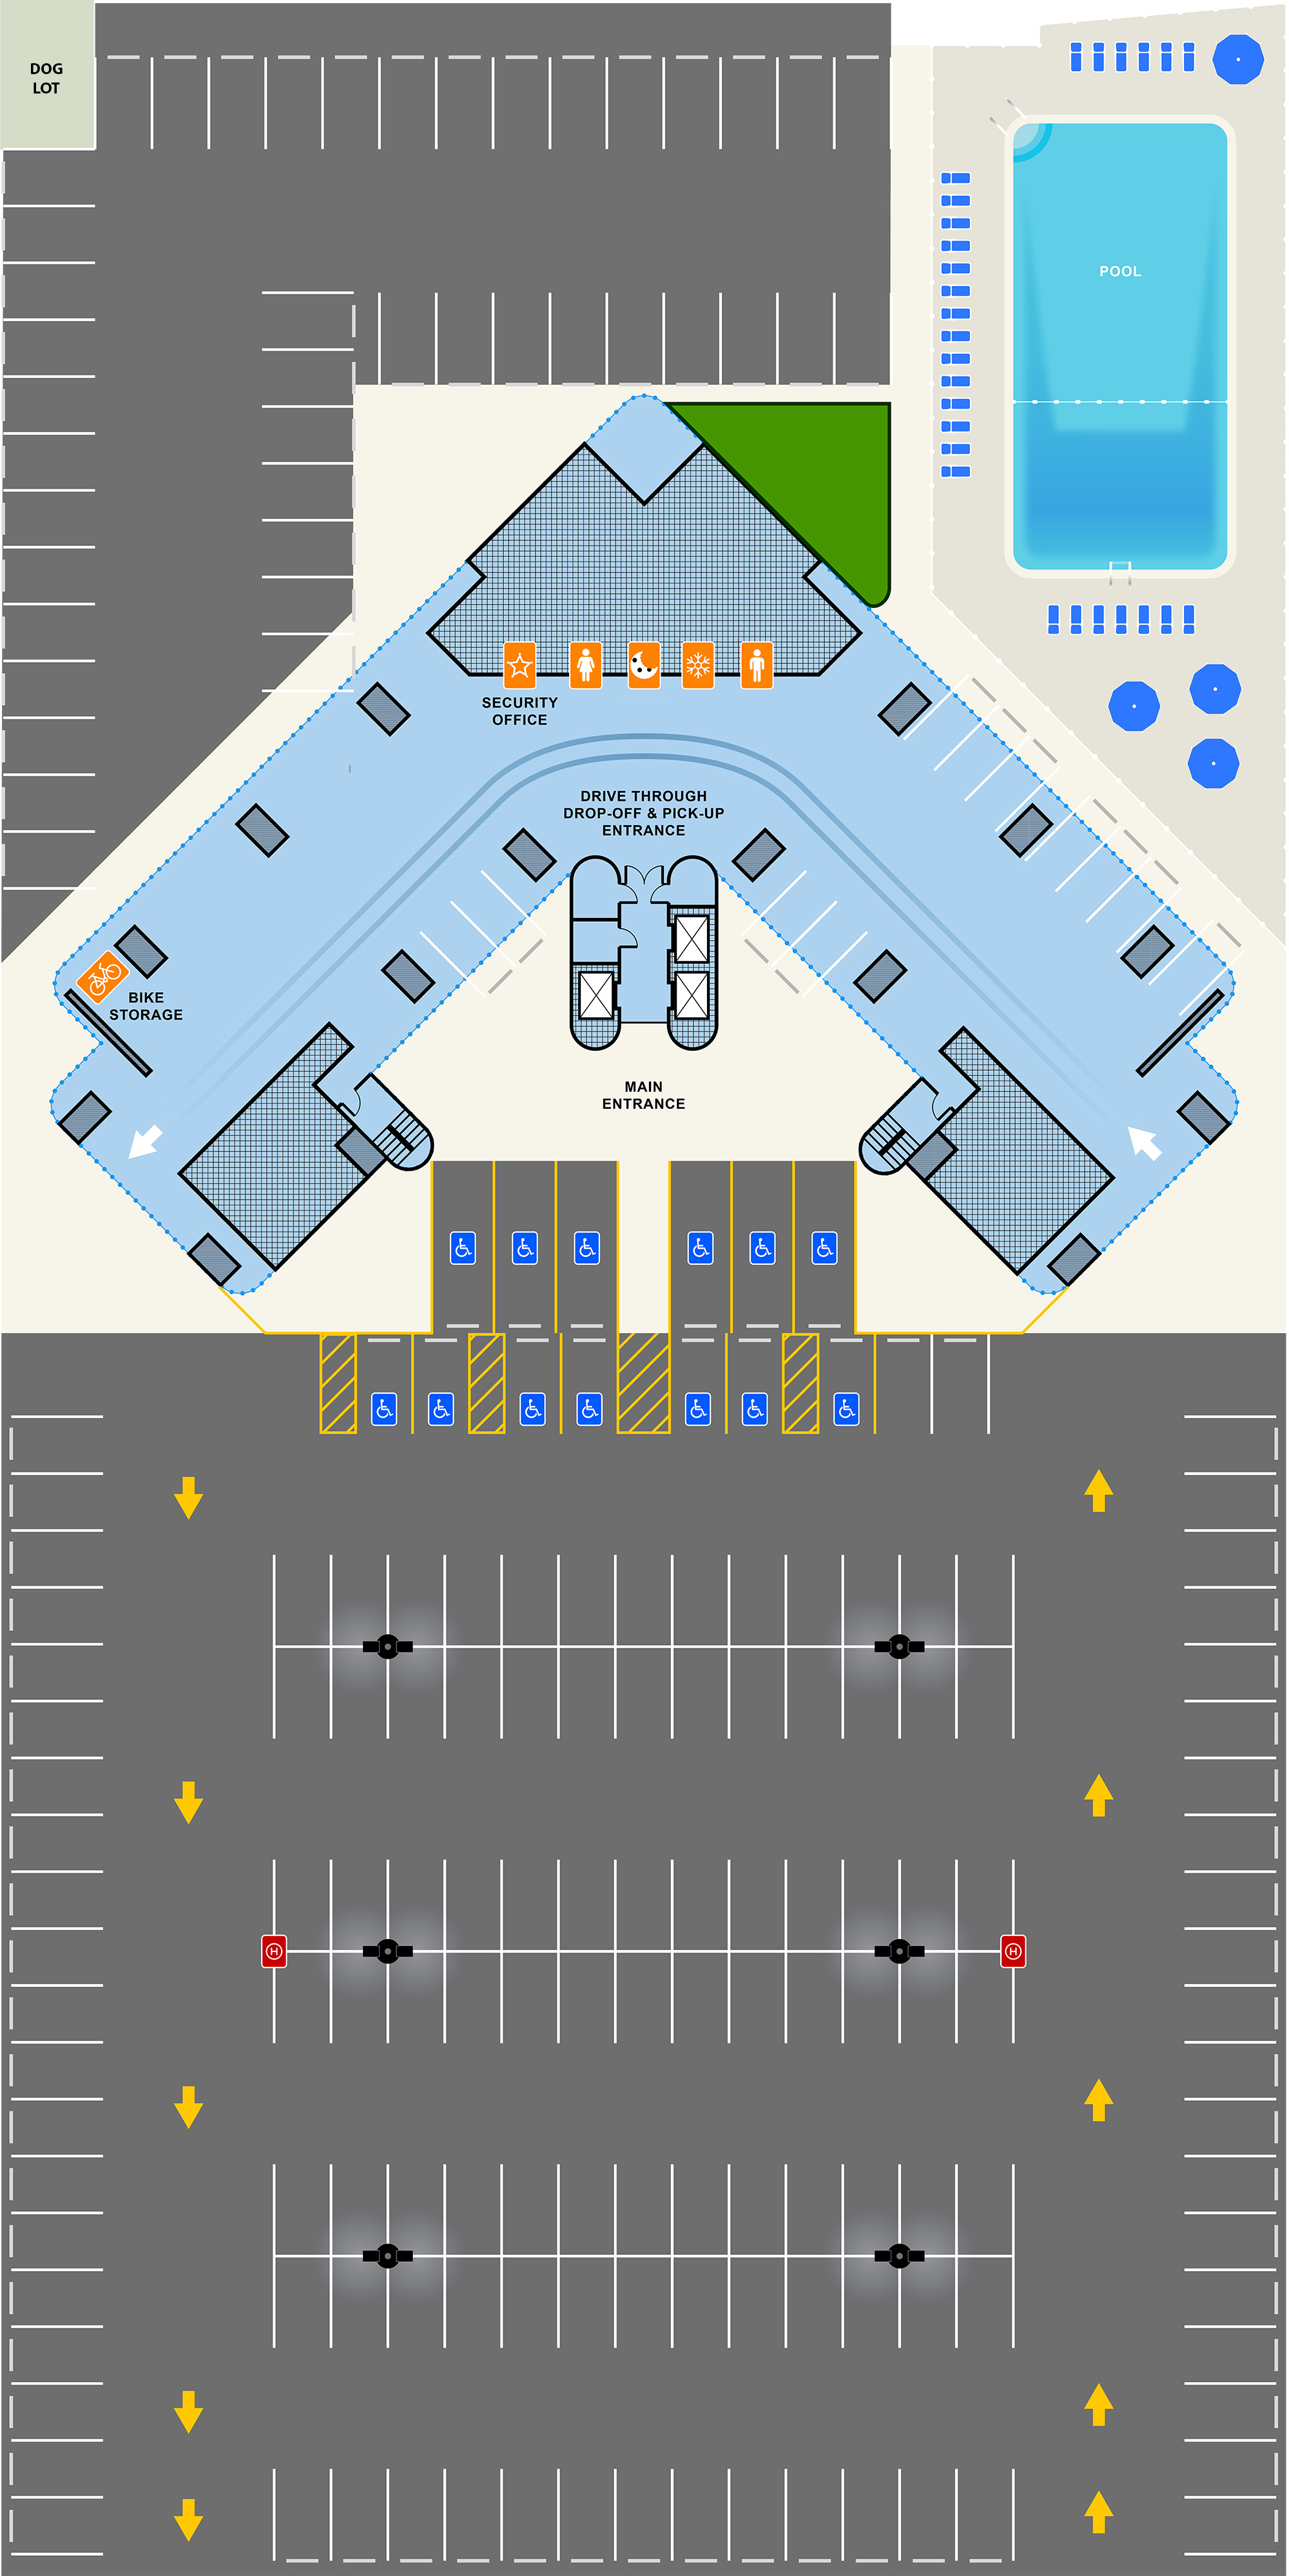 DOG
LOT
POOL
SECURITY
OFFICE
DRIVE THROUGH
DROP-OFF & PICK-UP
ENTRANCE
BIKE
STORAGE
MAIN
ENTRANCE
H
H